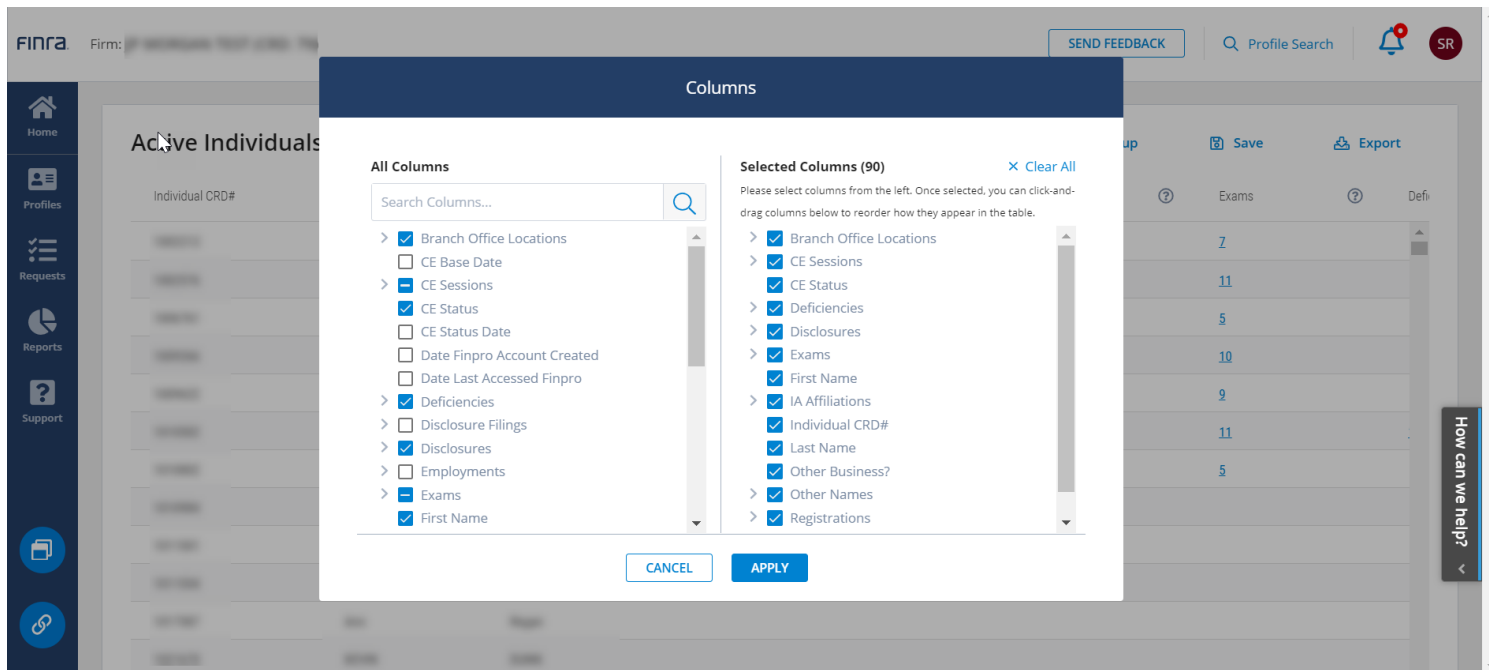 FINra
Firm:
SEND FEEDBACK
Profile Search
SR
Columns
Home
Profiles
Requests
Reports
Support
Active Individuals
up
Save
Export
Individual CRD#
Exams
Defi
7
11
5
10
9
11
5
All Columns
Search Columns...
Branch Office Locations
CE Base Date
CE Sessions
CE Status
CE Status Date
Date Finpro Account Created
Date Last Accessed Finpro
Deficiencies
Disclosure Filings
Disclosures
Employments
Exams
First Name
Selected Columns (90)
Clear All
Please select columns from the left. Once selected, you can click-and-
drag columns below to reorder how they appear in the table.
Branch Office Locations
CE Sessions
CE Status
Deficiencies
Disclosures
Exams
First Name
IA Affiliations
Individual CRD#
Last Name
Other Business?
Other Names
Registrations
CANCEL
APPLY
How can we help?